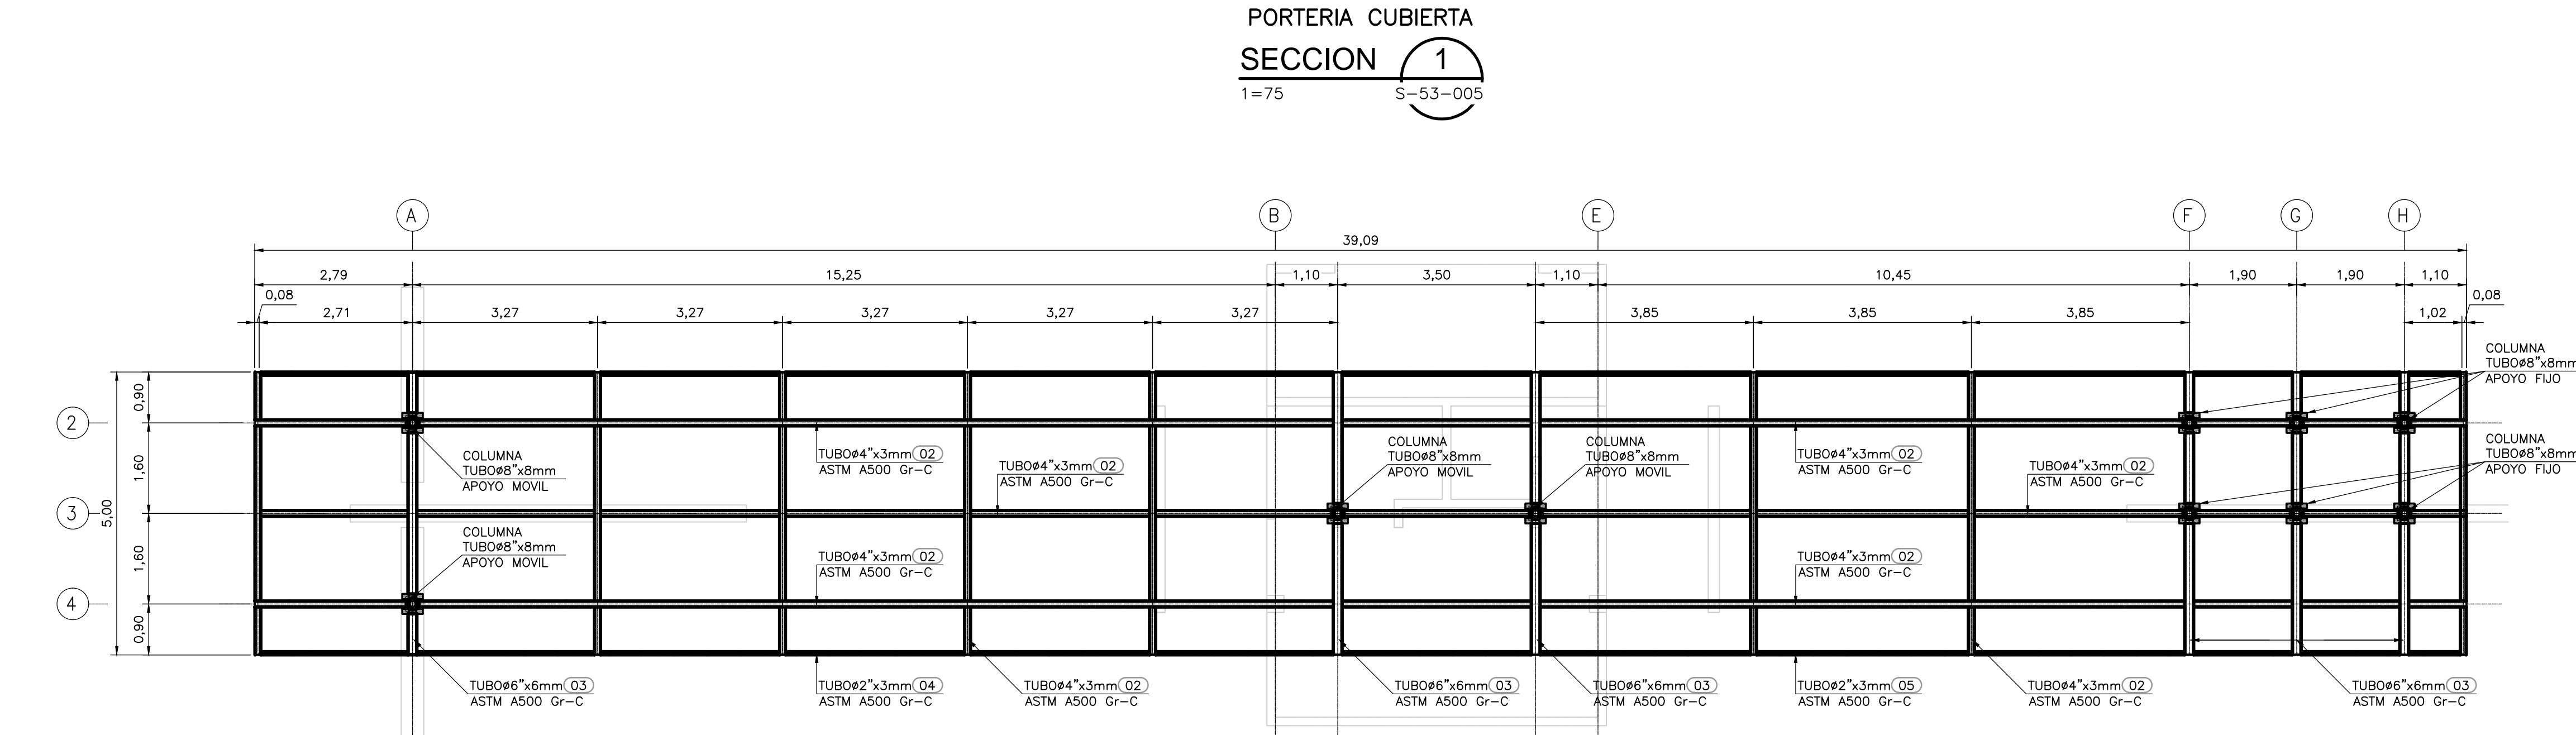 PORTERIA CUBIERTA
SECCION 1
1=75 S-53-005
A B E F G H
39,09
2,79 15,25 1,10 3,50 1,10 10,45 1,90 1,90 1,10
0,08 0,08
2,71 3,27 3,27 3,27 3,27 3,27 3,85 3,85 3,85 1,02
COLUMNA
TUBOø8"x8mm
APOYO FIJO
0,90
2
1,60
3
5,00
1,60
4
0,90
COLUMNA
TUBOø8"x8mm
APOYO MOVIL
TUBOø4"x3mm 02
ASTM A500 Gr-C
TUBOø4"x3mm 02
ASTM A500 Gr-C
COLUMNA
TUBOø8"x8mm
APOYO MOVIL
COLUMNA
TUBOø8"x8mm
APOYO MOVIL
TUBOø4"x3mm 02
ASTM A500 Gr-C
TUBOø4"x3mm 02
ASTM A500 Gr-C
COLUMNA
TUBOø8"x8mm
APOYO FIJO
COLUMNA
TUBOø8"x8mm
APOYO MOVIL
TUBOø4"x3mm 02
ASTM A500 Gr-C
TUBOø4"x3mm 02
ASTM A500 Gr-C
TUBOø6"x6mm 03
ASTM A500 Gr-C
TUBOø2"x3mm 04
ASTM A500 Gr-C
TUBOø4"x3mm 02
ASTM A500 Gr-C
TUBOø6"x6mm 03
ASTM A500 Gr-C
TUBOø6"x6mm 03
ASTM A500 Gr-C
TUBOø2"x3mm 05
ASTM A500 Gr-C
TUBOø4"x3mm 02
ASTM A500 Gr-C
TUBOø6"x6mm 03
ASTM A500 Gr-C